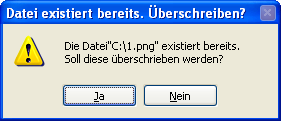 Datei existiert bereits. Überschreiben?
Die Datei"C:\1.png" existiert bereits.
Soll diese überschrieben werden?
Ja
Nein